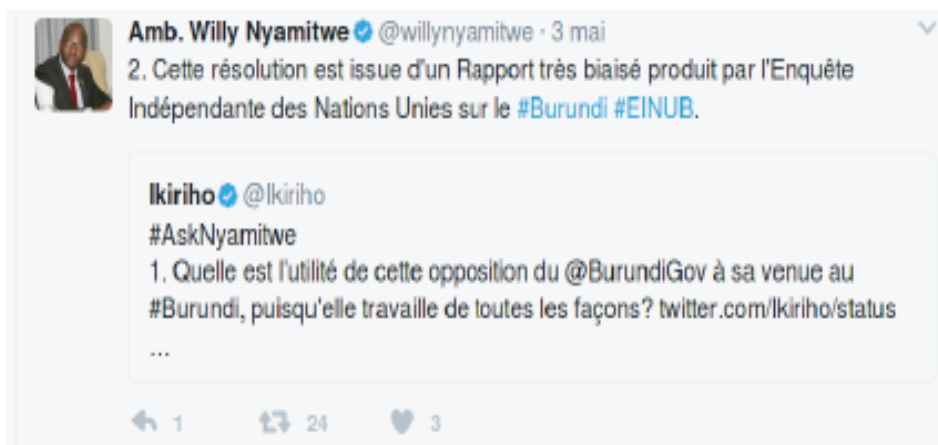 Amb. Willy Nyamitwe @willynyamitwe · 3 mai
2. Cette résolution est issue d'un Rapport très biaisé produit par l'Enquête
Indépendante des Nations Unies sur le #Burundi #EINUB.
Ikiriho @Ikiriho
#AskNyamitwe
1. Quelle est l'utilité de cette opposition du @BurundiGov à sa venue au
#Burundi, puisqu'elle travaille de toutes les façons? twitter.com/Ikiriho/status
...
1 24 3